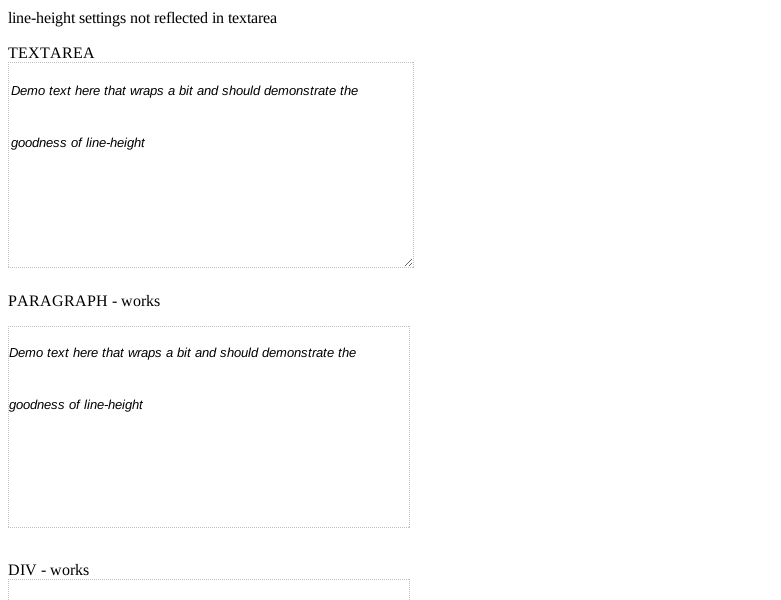 line-height settings not reflected in textarea
TEXTAREA
Demo text here that wraps a bit and should demonstrate the
goodness of line-height
PARAGRAPH - works
Demo text here that wraps a bit and should demonstrate the
goodness of line-height
DIV - works